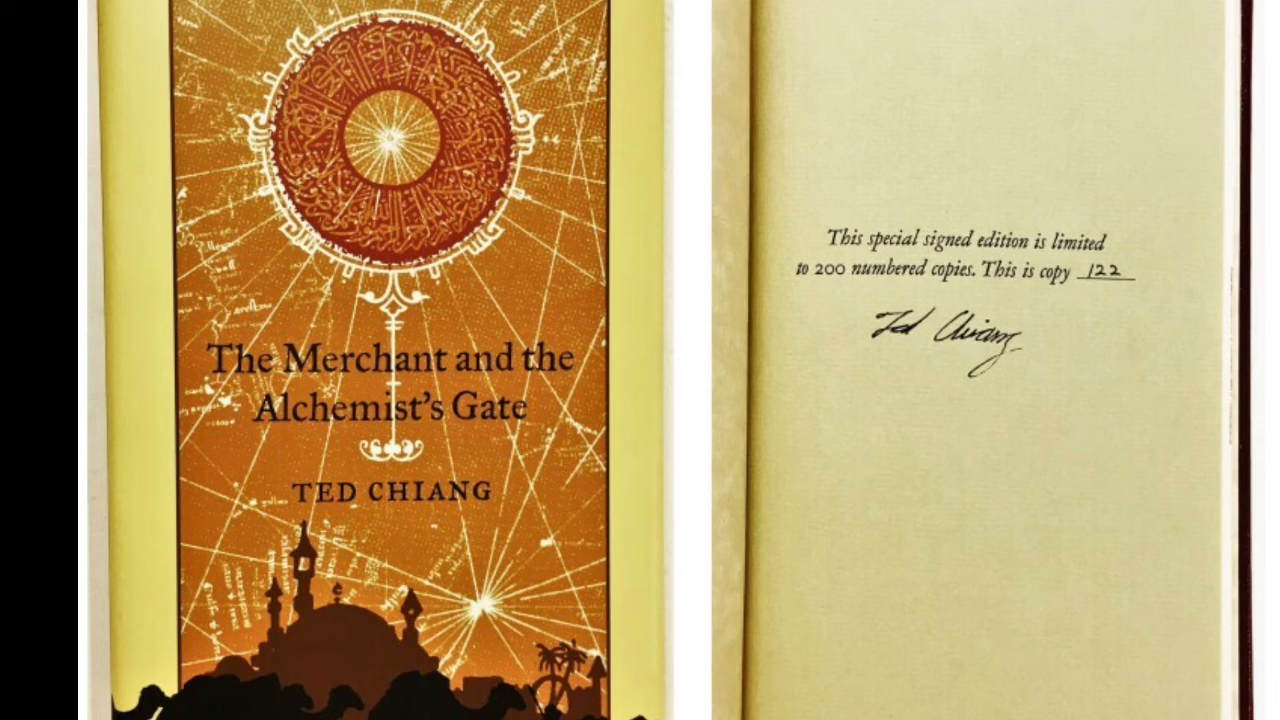 The Merchant and the
Alchemist's Gate
TED CHIANG
This special signed edition is limited
to 200 numbered copies. This is copy 122
Ted Chiang